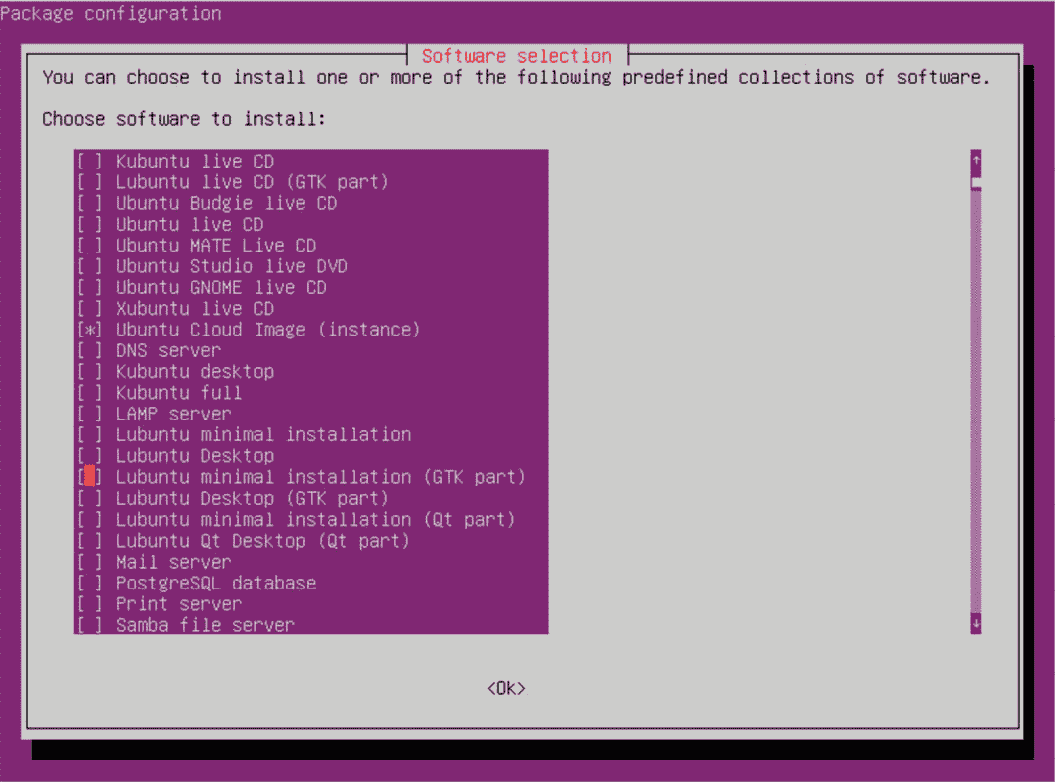 Package configuration
Software selection
You can choose to install one or more of the following predefined collections of software.
Choose software to install:
[ ] Kubuntu live CD
[ ] Lubuntu live CD (GTK part)
[ ] Ubuntu Budgie live CD
[ ] Ubuntu live CD
[ ] Ubuntu MATE Live CD
[ ] Ubuntu Studio live DVD
[ ] Ubuntu GNOME live CD
[ ] Xubuntu live CD
[*] Ubuntu Cloud Image (instance)
[ ] DNS server
[ ] Kubuntu desktop
[ ] Kubuntu full
[ ] LAMP server
[ ] Lubuntu minimal installation
[ ] Lubuntu Desktop
[ ] Lubuntu minimal installation (GTK part)
[ ] Lubuntu Desktop (GTK part)
[ ] Lubuntu minimal installation (Qt part)
[ ] Lubuntu Qt Desktop (Qt part)
[ ] Mail server
[ ] PostgreSQL database
[ ] Print server
[ ] Samba file server
<Ok>